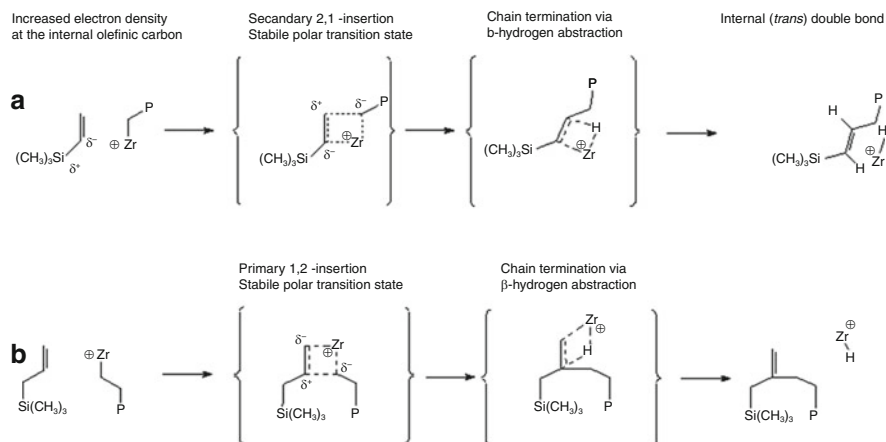 Increased electron density
at the internal olefinic carbon
Secandary 2,1 -insertion
Stabile polar transition state
Chain termination via
b-hydrogen abstraction
Internal (trans) double bond
a
(CH₃)₃Si
δ⁺
δ⁻
⊕
Zr
P
(CH₃)₃Si
δ⁺
δ⁻
P
⊕
Zr
δ⁻
(CH₃)₃Si
P
H
⊕
Zr
(CH₃)₃Si
H
P
H
⊕
Zr
H
Primary 1,2 -insertion
Stabile polar transition state
Chain termination via
β-hydrogen abstraction
b
Si(CH₃)₃
⊕Zr
P
δ⁻
⊕Zr
δ⁻
δ⁺
Si(CH₃)₃
P
Zr
⊕
H
Si(CH₃)₃
P
Si(CH₃)₃
P
⊕
Zr
H